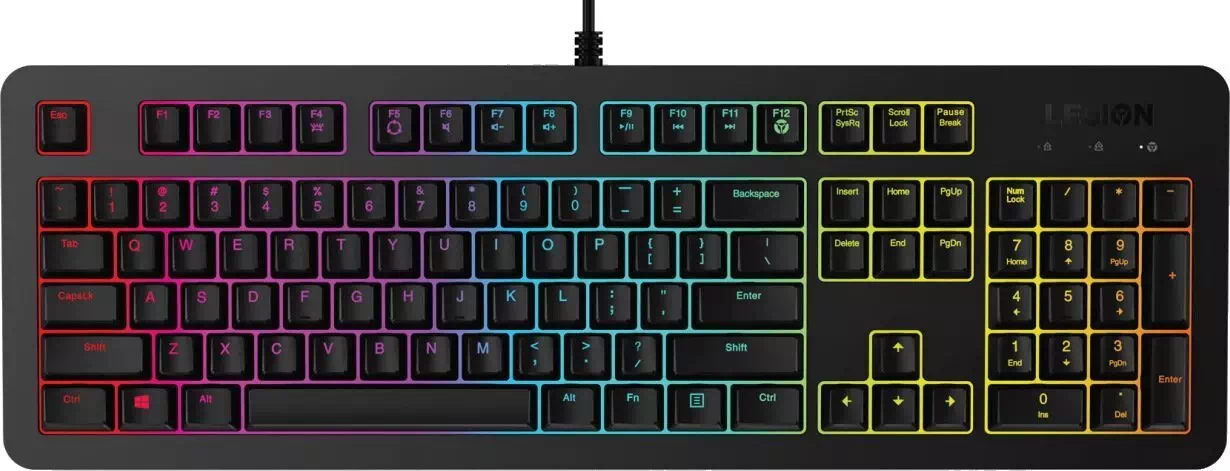 Esc F1 F2 F3 F4 F5 F6 F7 F8 F9 F10 F11 F12 PrtSc SysRq Scroll Lock Pause Break
LEGION
~ ` ! 1 @ 2 # 3 $ 4 % 5 ^ 6 & 7 * 8 ( 9 ) 0 — _ + = Backspace Insert Home PgUp Num Lock / * -
Tab Q W E R T Y U I O P { [ } ] | \ Delete End PgDn 7 Home 8 9 PgUp +
CapsLk A S D F G H J K L : ; " ' Enter 4 5 6
Shift Z X C V B N M < , > . ? / Shift 1 End 2 3 PgDn Enter
Ctrl Alt Alt Fn Ctrl 0 Ins . Del